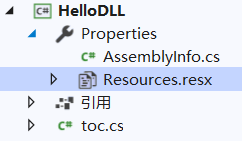 HelloDLL
Properties
AssemblyInfo.cs
Resources.resx
引用
toc.cs